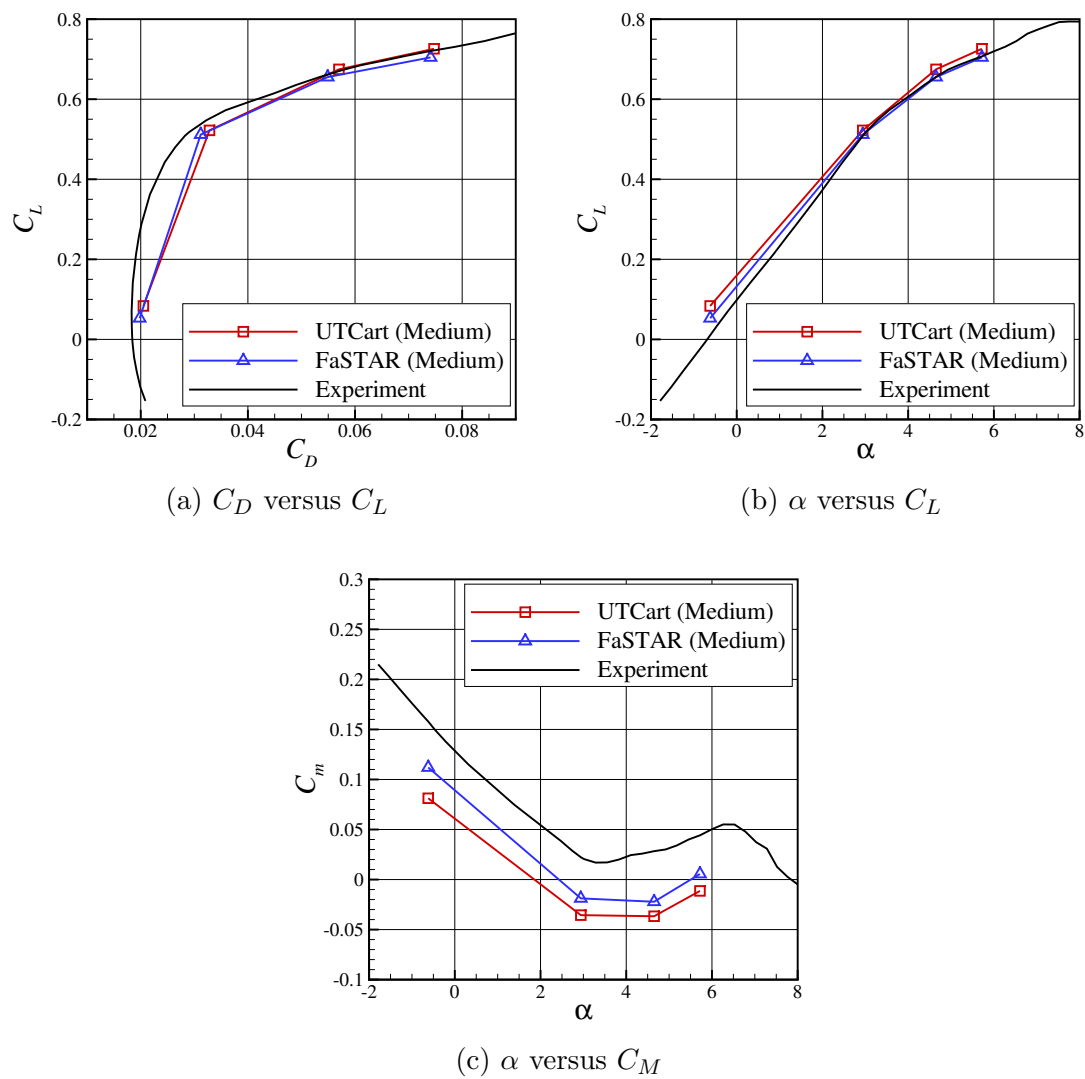 0.8
0.6
0.4
0.2
0
-0.2
C_L
0.02
0.04
0.06
0.08
C_D
UTCart (Medium)
FaSTAR (Medium)
Experiment
(a) C_D versus C_L
0.8
0.6
0.4
0.2
0
-0.2
C_L
-2
0
2
4
6
8
α
UTCart (Medium)
FaSTAR (Medium)
Experiment
(b) α versus C_L
0.3
0.25
0.2
0.15
0.1
0.05
0
-0.05
-0.1
C_m
-2
0
2
4
6
8
α
UTCart (Medium)
FaSTAR (Medium)
Experiment
(c) α versus C_M